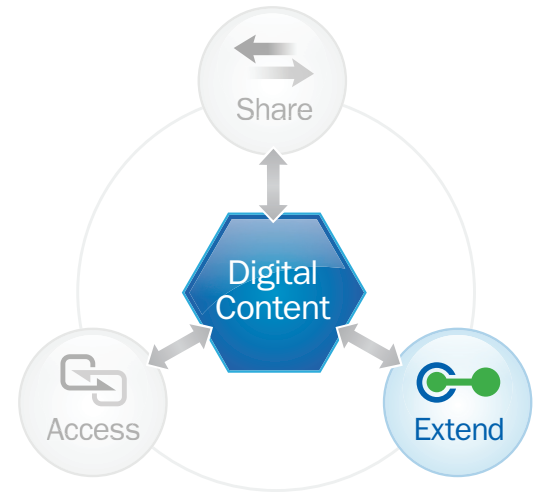 Share
Digital
Content
Access
Extend